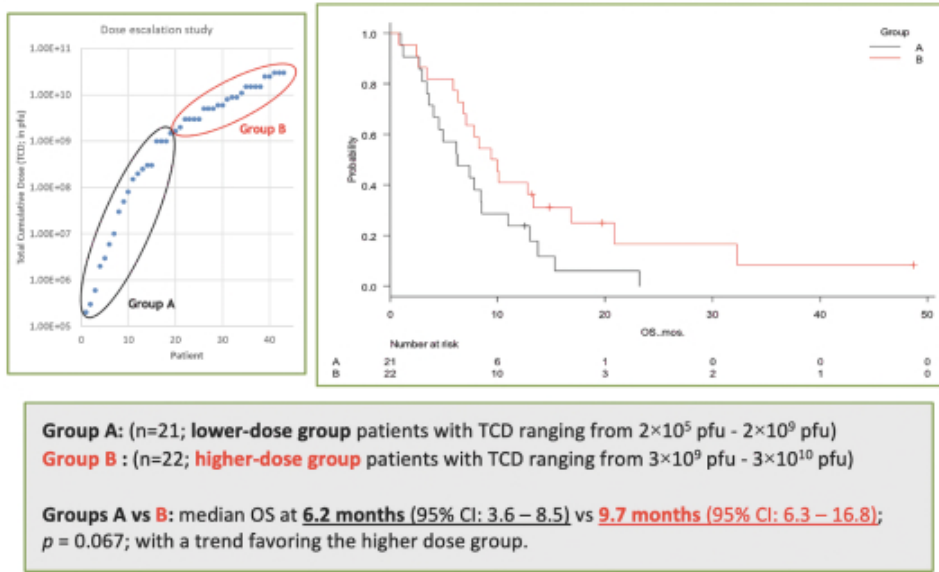 Dose escalation study
Total Cumulative Dose (TCD; in pfu)
1.00E+11
1.00E+10
1.00E+09
1.00E+08
1.00E+07
1.00E+06
1.00E+05
Group B
Group A
0 10 20 30 40
Patient
Group
A
B
Probability
1.0
0.8
0.6
0.4
0.2
0.0
0 10 20 30 40 50
OS..mos.
Number at risk
A 21 6 1 0 0 0
B 22 10 3 2 1 0
Group A: (n=21; lower-dose group patients with TCD ranging from 2×10⁵ pfu - 2×10⁹ pfu)
Group B : (n=22; higher-dose group patients with TCD ranging from 3×10⁹ pfu - 3×10¹⁰ pfu)
Groups A vs B: median OS at 6.2 months (95% CI: 3.6 – 8.5) vs 9.7 months (95% CI: 6.3 – 16.8);
p = 0.067; with a trend favoring the higher dose group.